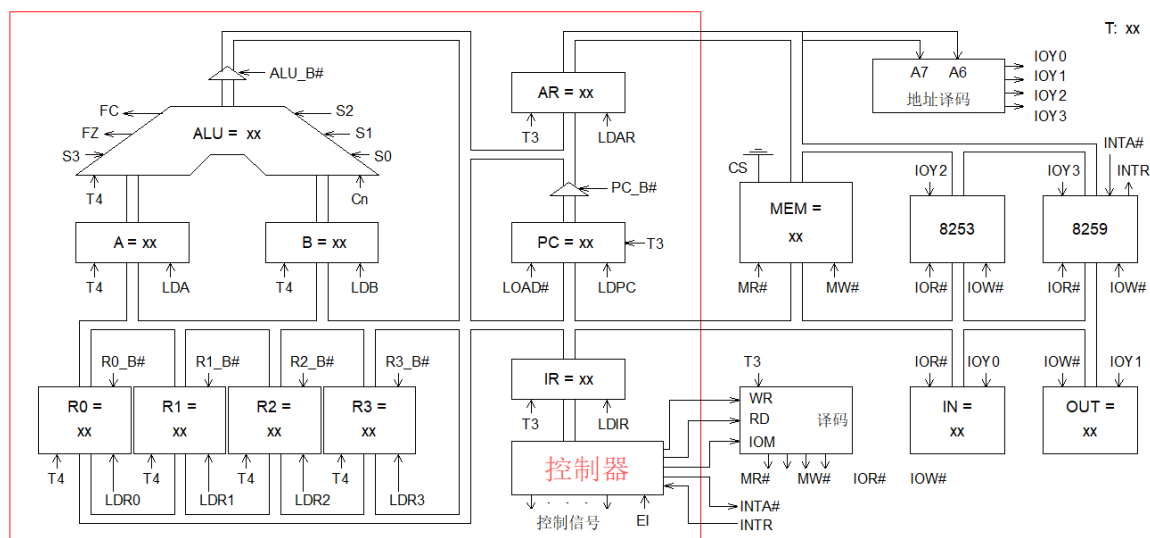 T: xx
ALU_B#
FC
FZ
S3
ALU = xx
S2
S1
S0
T4
Cn
AR = xx
T3
LDAR
A7
A6
地址译码
IOY0
IOY1
IOY2
IOY3
PC_B#
CS
IOY2
IOY3
INTA#
INTR
A = xx
T4
LDA
B = xx
T4
LDB
PC = xx
T3
LOAD#
LDPC
MEM =
xx
MR#
MW#
8253
IOR#
IOW#
8259
IOR#
IOW#
R0_B#
R1_B#
R2_B#
R3_B#
R0 =
xx
R1 =
xx
R2 =
xx
R3 =
xx
T4
LDR0
T4
LDR1
T4
LDR2
T4
LDR3
IR = xx
T3
LDIR
控制器
控制信号
EI
T3
WR
RD
IOM
译码
MR#
MW#
IOR#
IOW#
INTA#
INTR
IOR#
IOY0
IN =
xx
IOW#
IOY1
OUT =
xx